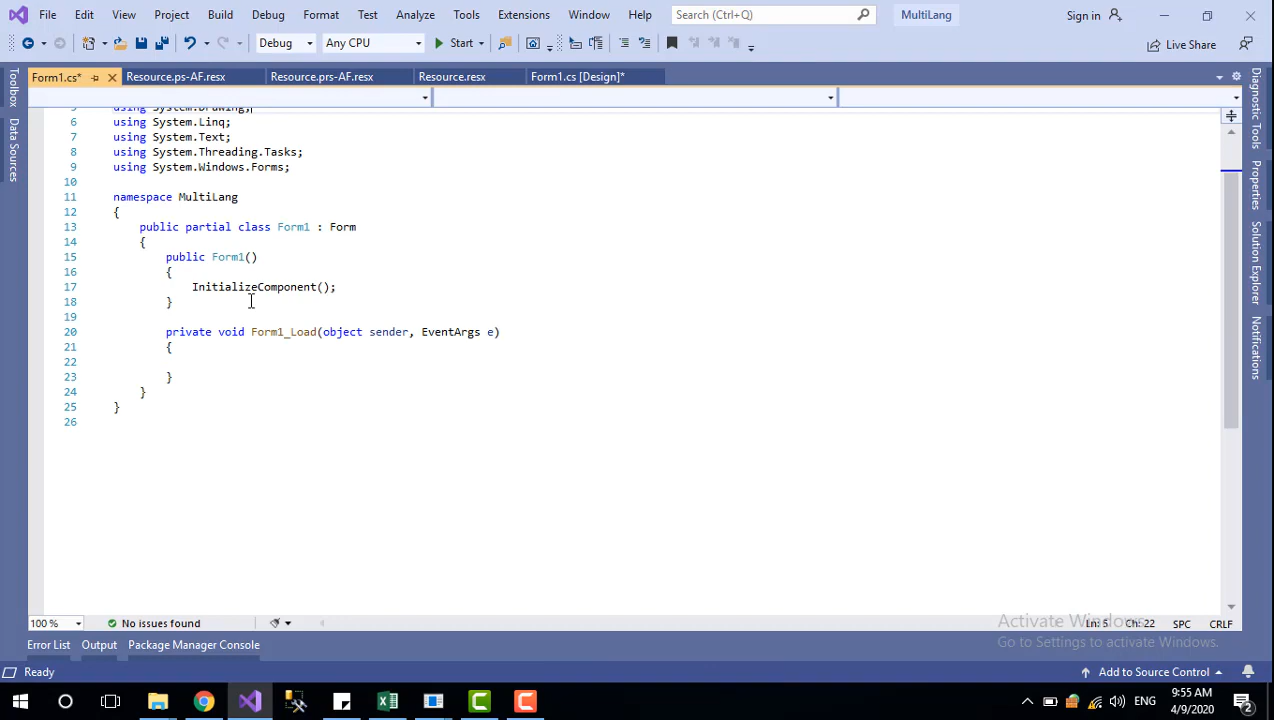 File Edit View Project Build Debug Format Test Analyze Tools Extensions Window Help Search (Ctrl+Q) MultiLang Sign in
Debug Any CPU Start Live Share
Form1.cs* Resource.ps-AF.resx Resource.prs-AF.resx Resource.resx Form1.cs [Design]*
Toolbox
Data Sources
5 using System.Drawing;
6 using System.Linq;
7 using System.Text;
8 using System.Threading.Tasks;
9 using System.Windows.Forms;
10
11 namespace MultiLang
12 {
13 public partial class Form1 : Form
14 {
15 public Form1()
16 {
17 InitializeComponent();
18 }
19
20 private void Form1_Load(object sender, EventArgs e)
21 {
22
23 }
24 }
25 }
26
Diagnostic Tools
Properties
Solution Explorer
Notifications
Activate Windows
Go to Settings to activate Windows.
100 % No issues found Ln: 5 Ch: 22 SPC CRLF
Error List Output Package Manager Console
Ready Add to Source Control
ENG
9:55 AM
4/9/2020
2